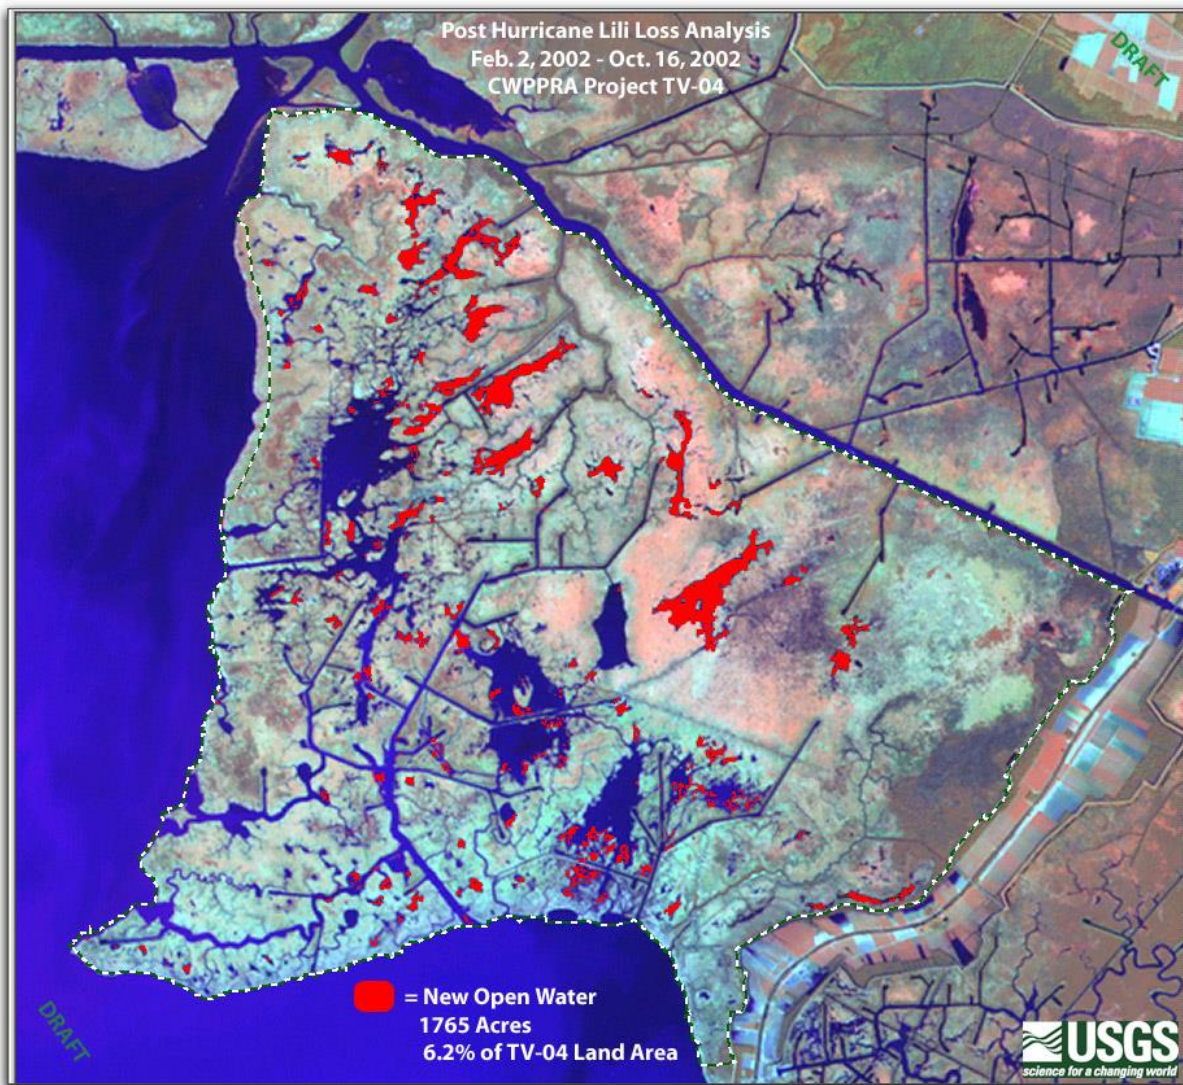 Post Hurricane Lili Loss Analysis
Feb. 2, 2002 - Oct. 16, 2002
CWPPRA Project TV-04
DRAFT
= New Open Water
1765 Acres
6.2% of TV-04 Land Area
DRAFT
USGS
science for a changing world